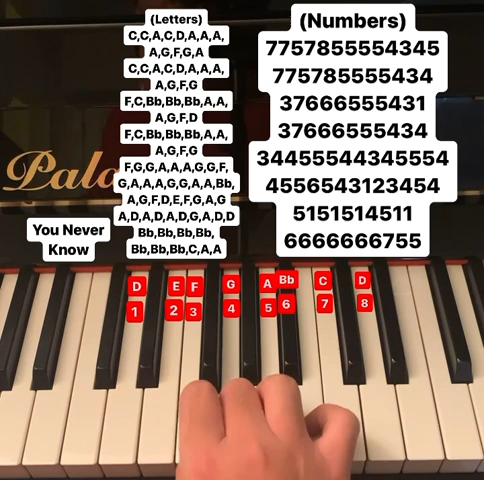 (Letters)
C,C,A,C,D,A,A,A,
A,G,F,G,A
C,C,A,C,D,A,A,A,
A,G,F,G
F,C,Bb,Bb,Bb,A,A,
A,G,F,D
F,C,Bb,Bb,Bb,A,A,
A,G,F,G
F,G,G,A,A,A,G,G,F,
G,A,A,A,G,G,A,A,Bb,
A,G,F,D,E,F,G,A,G
A,D,A,D,A,D,G,A,D,D
Bb,Bb,Bb,Bb,
Bb,Bb,Bb,C,A,A
(Numbers)
7757855554345
775785555434
37666555431
37666555434
34455544345554
4556543123454
5151514511
6666666755
Pala
You Never
Know
D E F G A Bb C D
1 2 3 4 5 6 7 8